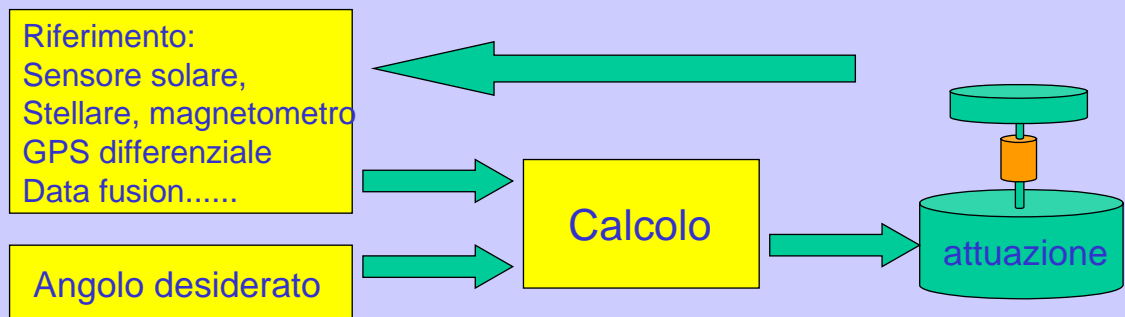 Riferimento:
Sensore solare,
Stellare, magnetometro
GPS differenziale
Data fusion......
Angolo desiderato
Calcolo
attuazione